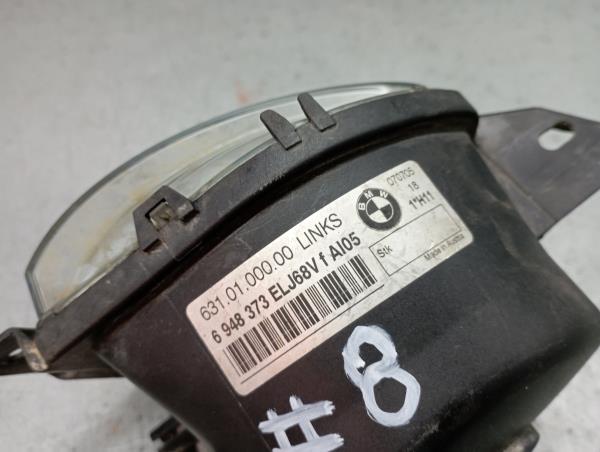 631.01.000.00 LINKS
6 948 373 ELJ68V f AI05
BMW
070705
18
1*H11
Stk
Made in Austria
#8